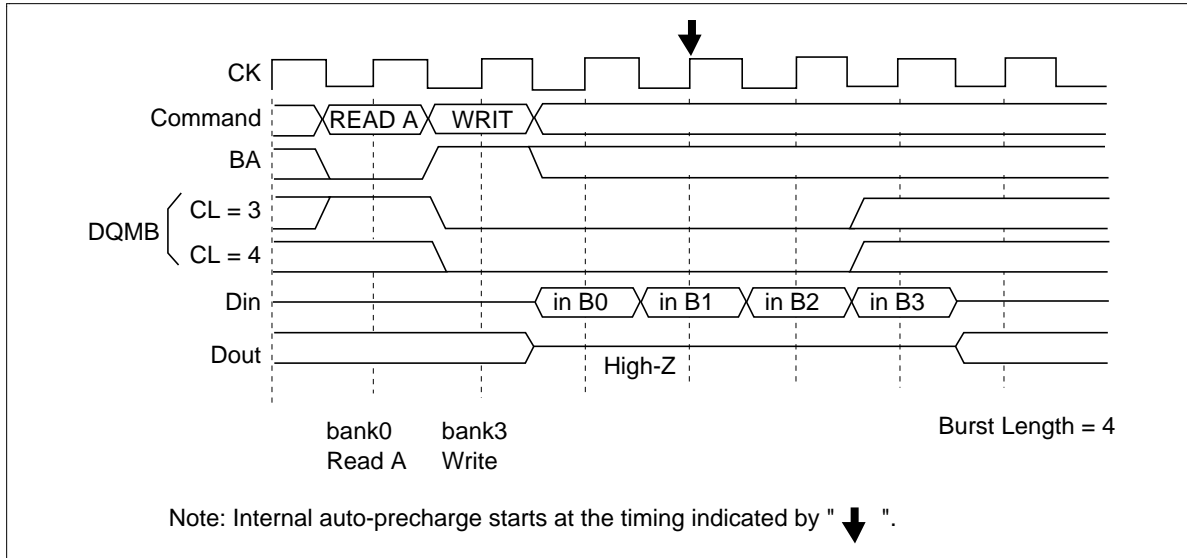 CK
Command READ A WRIT
BA
CL = 3
DQMB
CL = 4
Din in B0 in B1 in B2 in B3
Dout
High-Z
bank0 bank3 Burst Length = 4
Read A Write
Note: Internal auto-precharge starts at the timing indicated by " ".